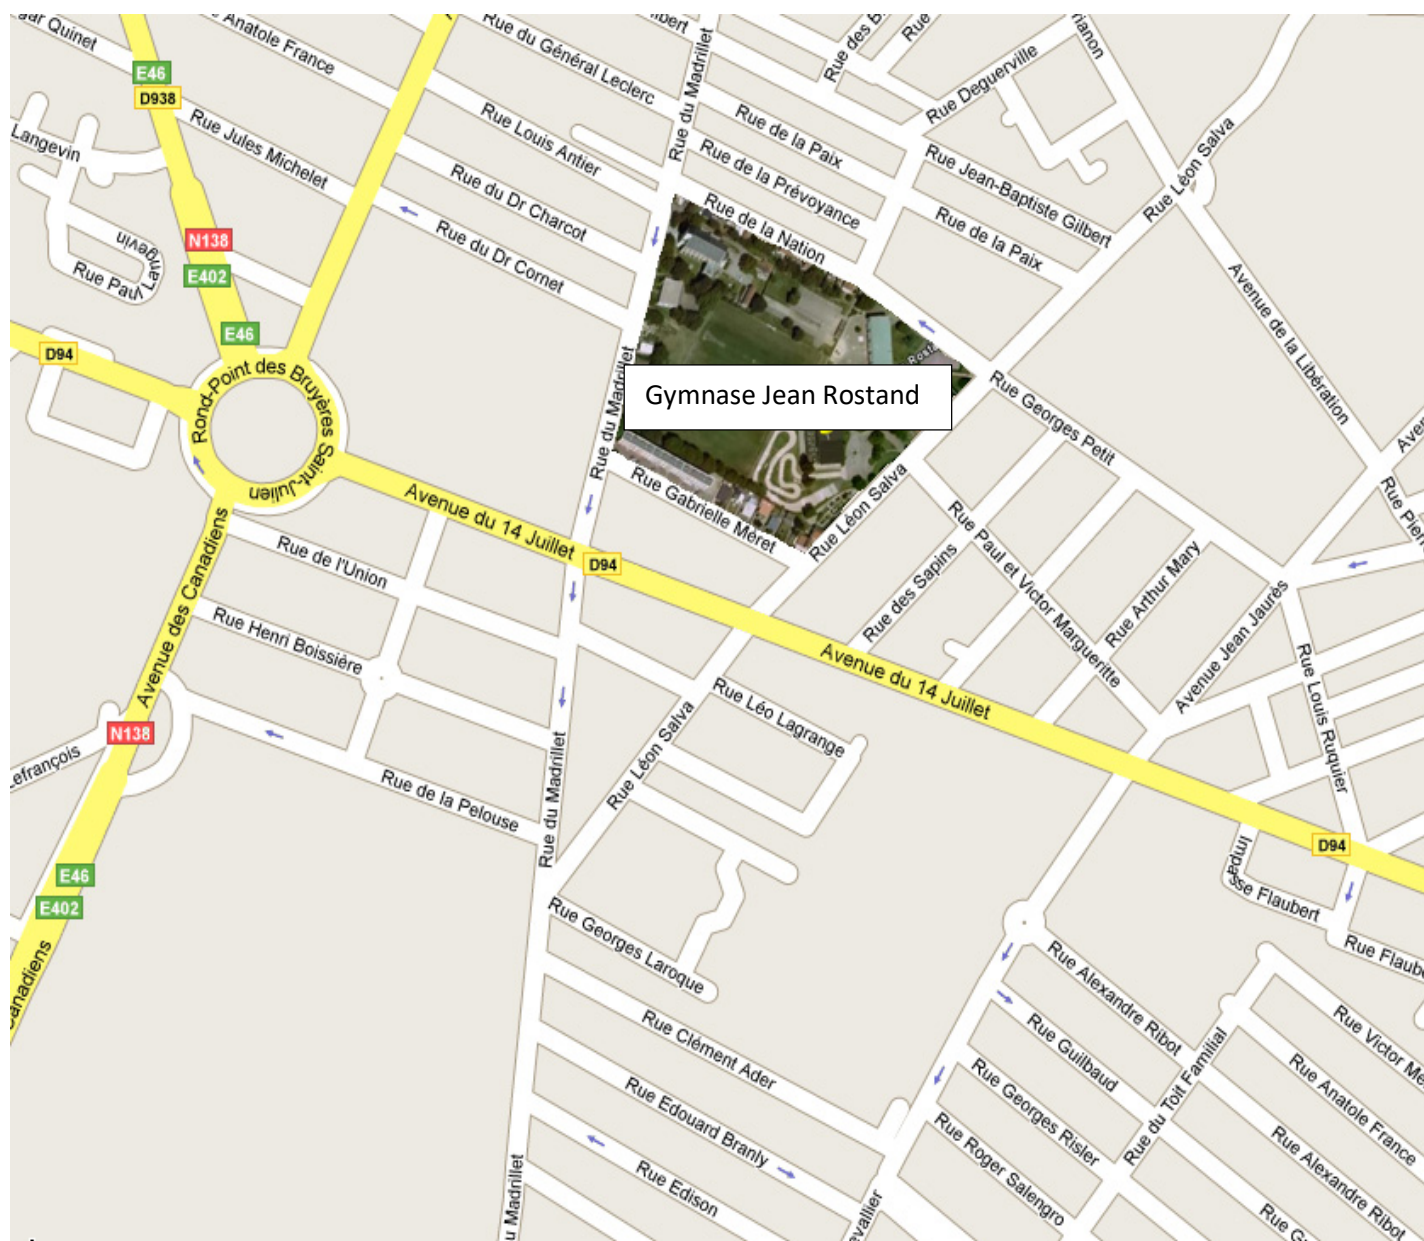 gar Quinet
Rue Anatole France
Rue du Général Leclerc
Rue du Madrillet
Rue des B
Rue
rianon
E46
D938
Rue Deguerville
Langevin
Rue Jules Michelet
Rue Louis Antier
Rue de la Paix
Rue Jean-Baptiste Gilbert
Rue Léon Salva
Rue du Dr Charcot
Rue de la Prévoyance
Rue de la Nation
Rue de la Paix
Rue du Dr Cornet
N138
E402
Rue Paul Langevin
E46
D94
Avenue de la Libération
Rond-Point des Bruyères Saint-Julien
Rue du Madrillet
Gymnase Jean Rostand
Rue Georges Petit
Rue Gabrielle Méret
Rue Léon Salva
Avenue du 14 Juillet
D94
Rue Paul et Victor Margueritte
Rue des Sapins
Rue Arthur Mary
Avenue Jean Jaurès
Rue Louis Ruquier
Avenue des Canadiens
Rue de l'Union
Rue Henri Boissière
Avenue du 14 Juillet
Rue Léo Lagrange
N138
Lefrançois
Rue Léon Salva
Rue du Madrillet
Rue de la Pelouse
D94
Impasse Flaubert
Rue Flaube
E46
E402
Canadiens
Rue Georges Laroque
Rue Alexandre Ribot
Rue Clément Ader
Rue Guilbaud
Rue Victor Me
Rue Edouard Branly
Rue Georges Risler
Rue du Toit Familial
Rue Anatole France
Rue Edison
Rue Roger Salengro
Rue Alexandre Ribot
u Madrillet
evallier
Rue G